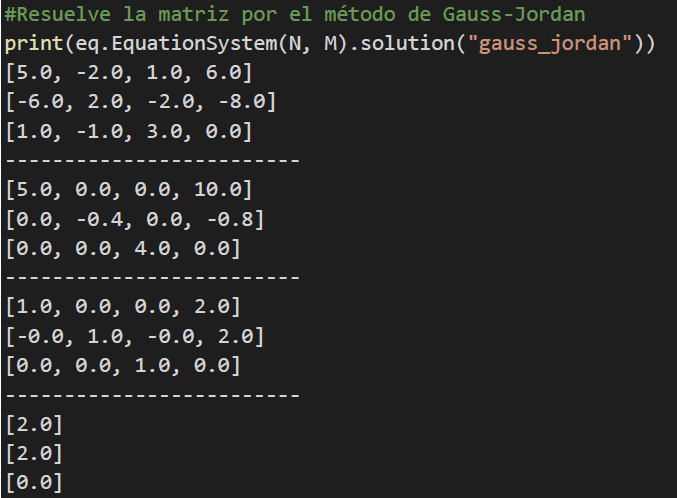 #Resuelve la matriz por el método de Gauss-Jordan
print(eq.EquationSystem(N, M).solution("gauss_jordan"))
[5.0, -2.0, 1.0, 6.0]
[-6.0, 2.0, -2.0, -8.0]
[1.0, -1.0, 3.0, 0.0]
-------------------------
[5.0, 0.0, 0.0, 10.0]
[0.0, -0.4, 0.0, -0.8]
[0.0, 0.0, 4.0, 0.0]
-------------------------
[1.0, 0.0, 0.0, 2.0]
[-0.0, 1.0, -0.0, 2.0]
[0.0, 0.0, 1.0, 0.0]
-------------------------
[2.0]
[2.0]
[0.0]